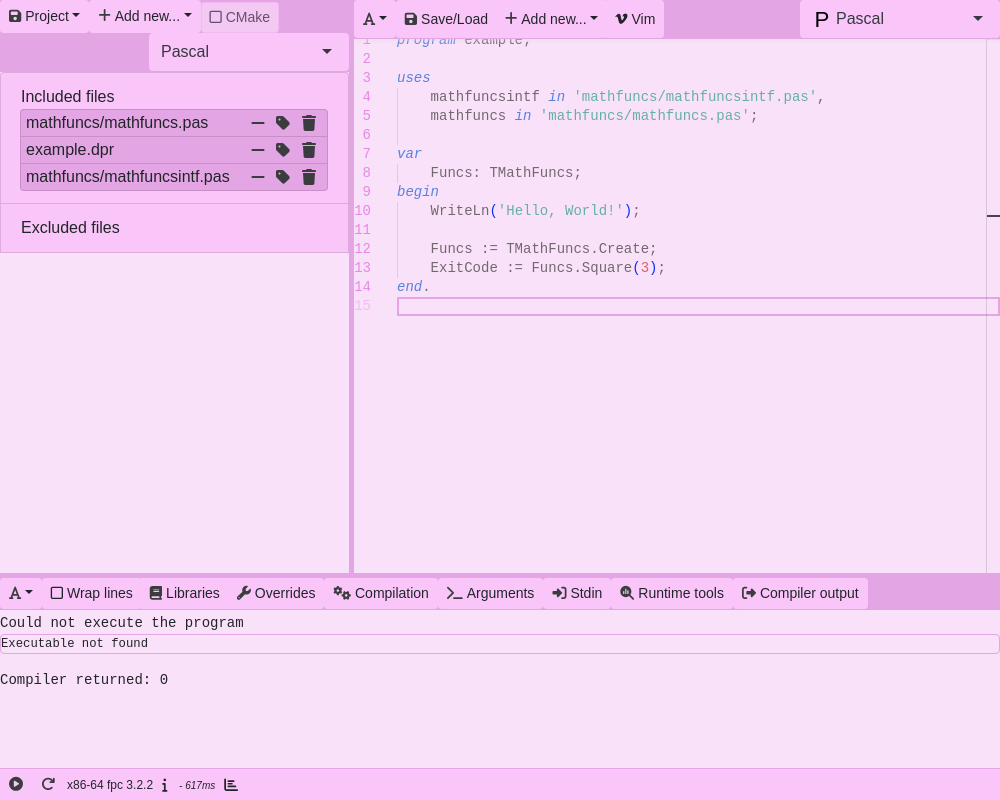 Project
Add new...
CMake
Pascal
Included files
mathfuncs/mathfuncs.pas
example.dpr
mathfuncs/mathfuncsintf.pas
Excluded files
A
Save/Load
Add new...
Vim
P Pascal
1 program example;
2
3 uses
4 mathfuncsintf in 'mathfuncs/mathfuncsintf.pas',
5 mathfuncs in 'mathfuncs/mathfuncs.pas';
6
7 var
8 Funcs: TMathFuncs;
9 begin
10 WriteLn('Hello, World!');
11
12 Funcs := TMathFuncs.Create;
13 ExitCode := Funcs.Square(3);
14 end.
15
A
Wrap lines
Libraries
Overrides
Compilation
Arguments
Stdin
Runtime tools
Compiler output
Could not execute the program
Executable not found
Compiler returned: 0
x86-64 fpc 3.2.2 i - 617ms